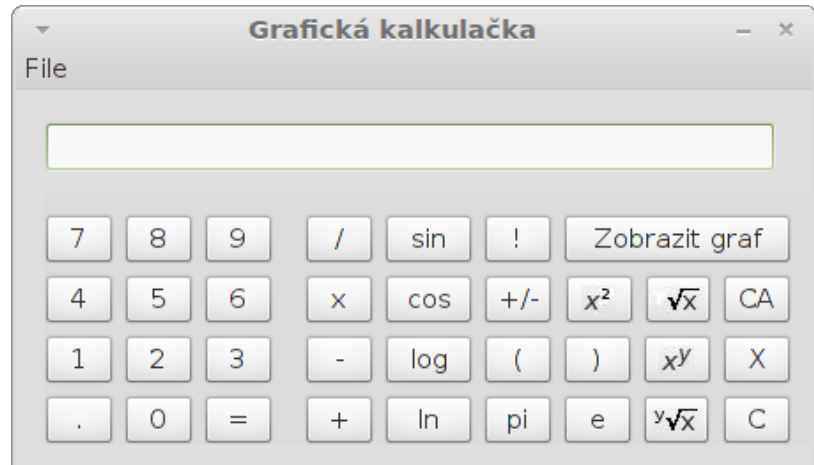 Grafická kalkulačka
File
7 8 9 / sin ! Zobrazit graf
4 5 6 x cos +/- x² √x CA
1 2 3 - log ( ) xʸ X
. 0 = + ln pi e ʸ√x C